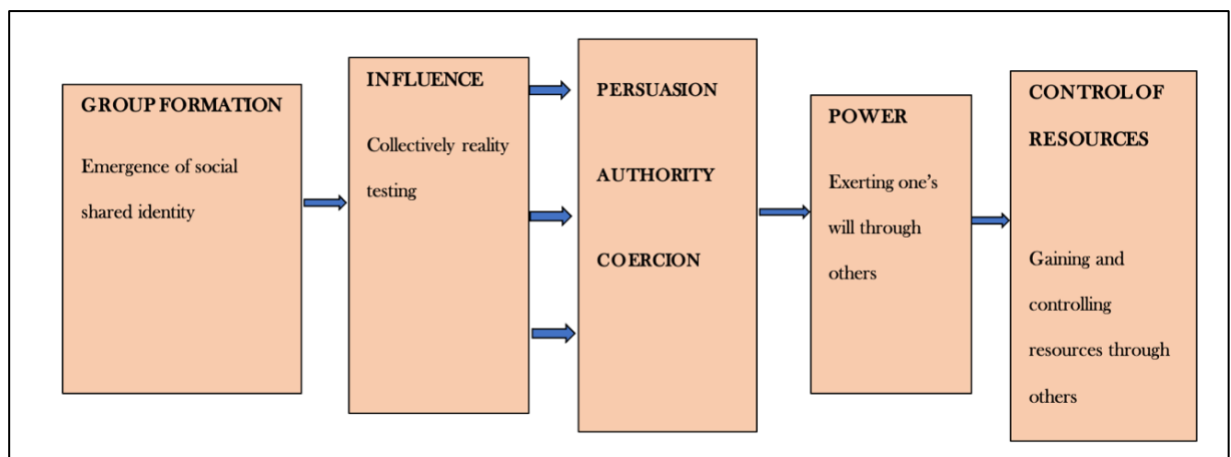 GROUP FORMATION
Emergence of social
shared identity
INFLUENCE
Collectively reality
testing
PERSUASION
AUTHORITY
COERCION
POWER
Exerting one's
will through
others
CONTROL OF
RESOURCES
Gaining and
controlling
resources through
others